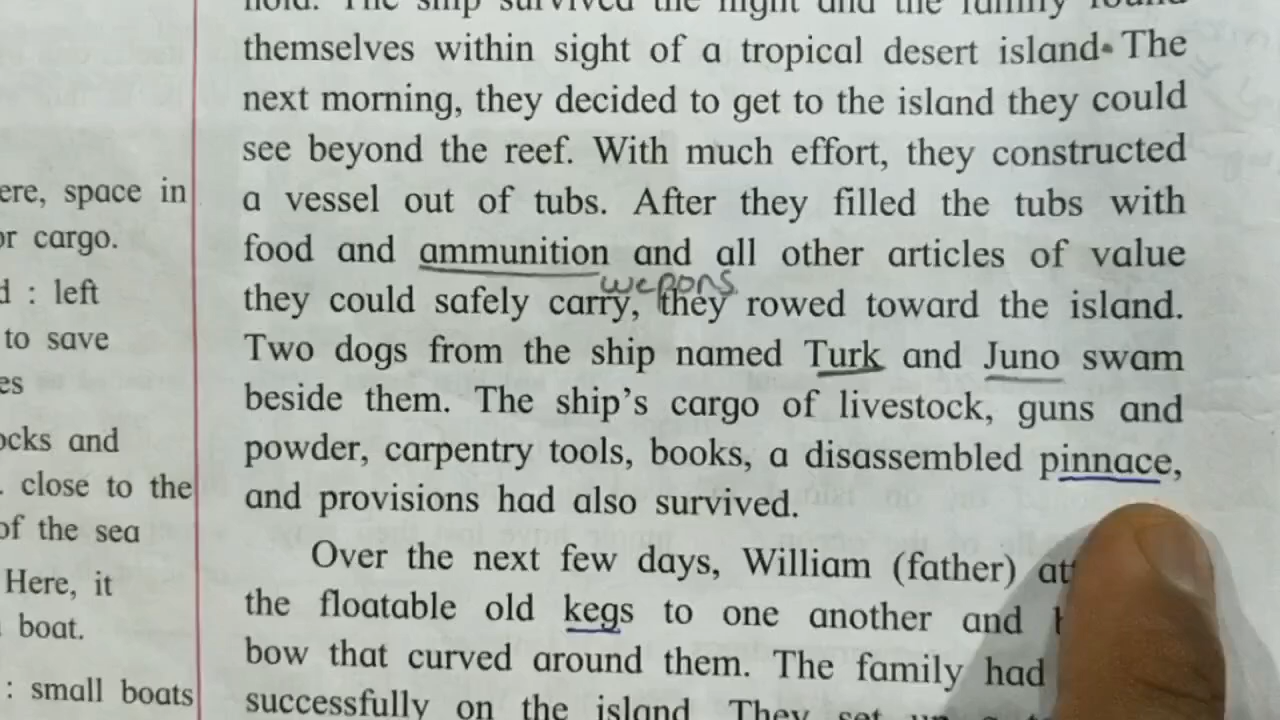 ere, space in
or cargo.
d : left
to save
es
ocks and
. close to the
of the sea
Here, it
boat.
: small boats
hold. The ship survived the night and the family found
themselves within sight of a tropical desert island. The
next morning, they decided to get to the island they could
see beyond the reef. With much effort, they constructed
a vessel out of tubs. After they filled the tubs with
food and ammunition and all other articles of value
wepons
they could safely carry, they rowed toward the island.
Two dogs from the ship named Turk and Juno swam
beside them. The ship's cargo of livestock, guns and
powder, carpentry tools, books, a disassembled pinnace,
and provisions had also survived.
Over the next few days, William (father)
the floatable old kegs to one another and
bow that curved around them. The family had
successfully on the island. They set up a